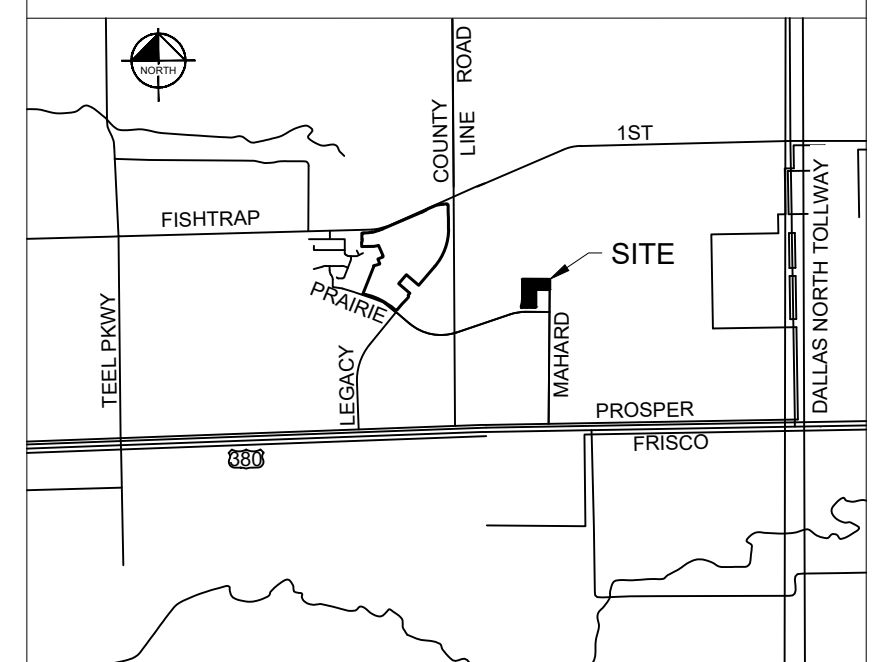 NORTH
COUNTY
LINE ROAD
1ST
FISHTRAP
SITE
PRAIRIE
TEEL PKWY
LEGACY
MAHARD
DALLAS NORTH TOLLWAY
PROSPER
FRISCO
380